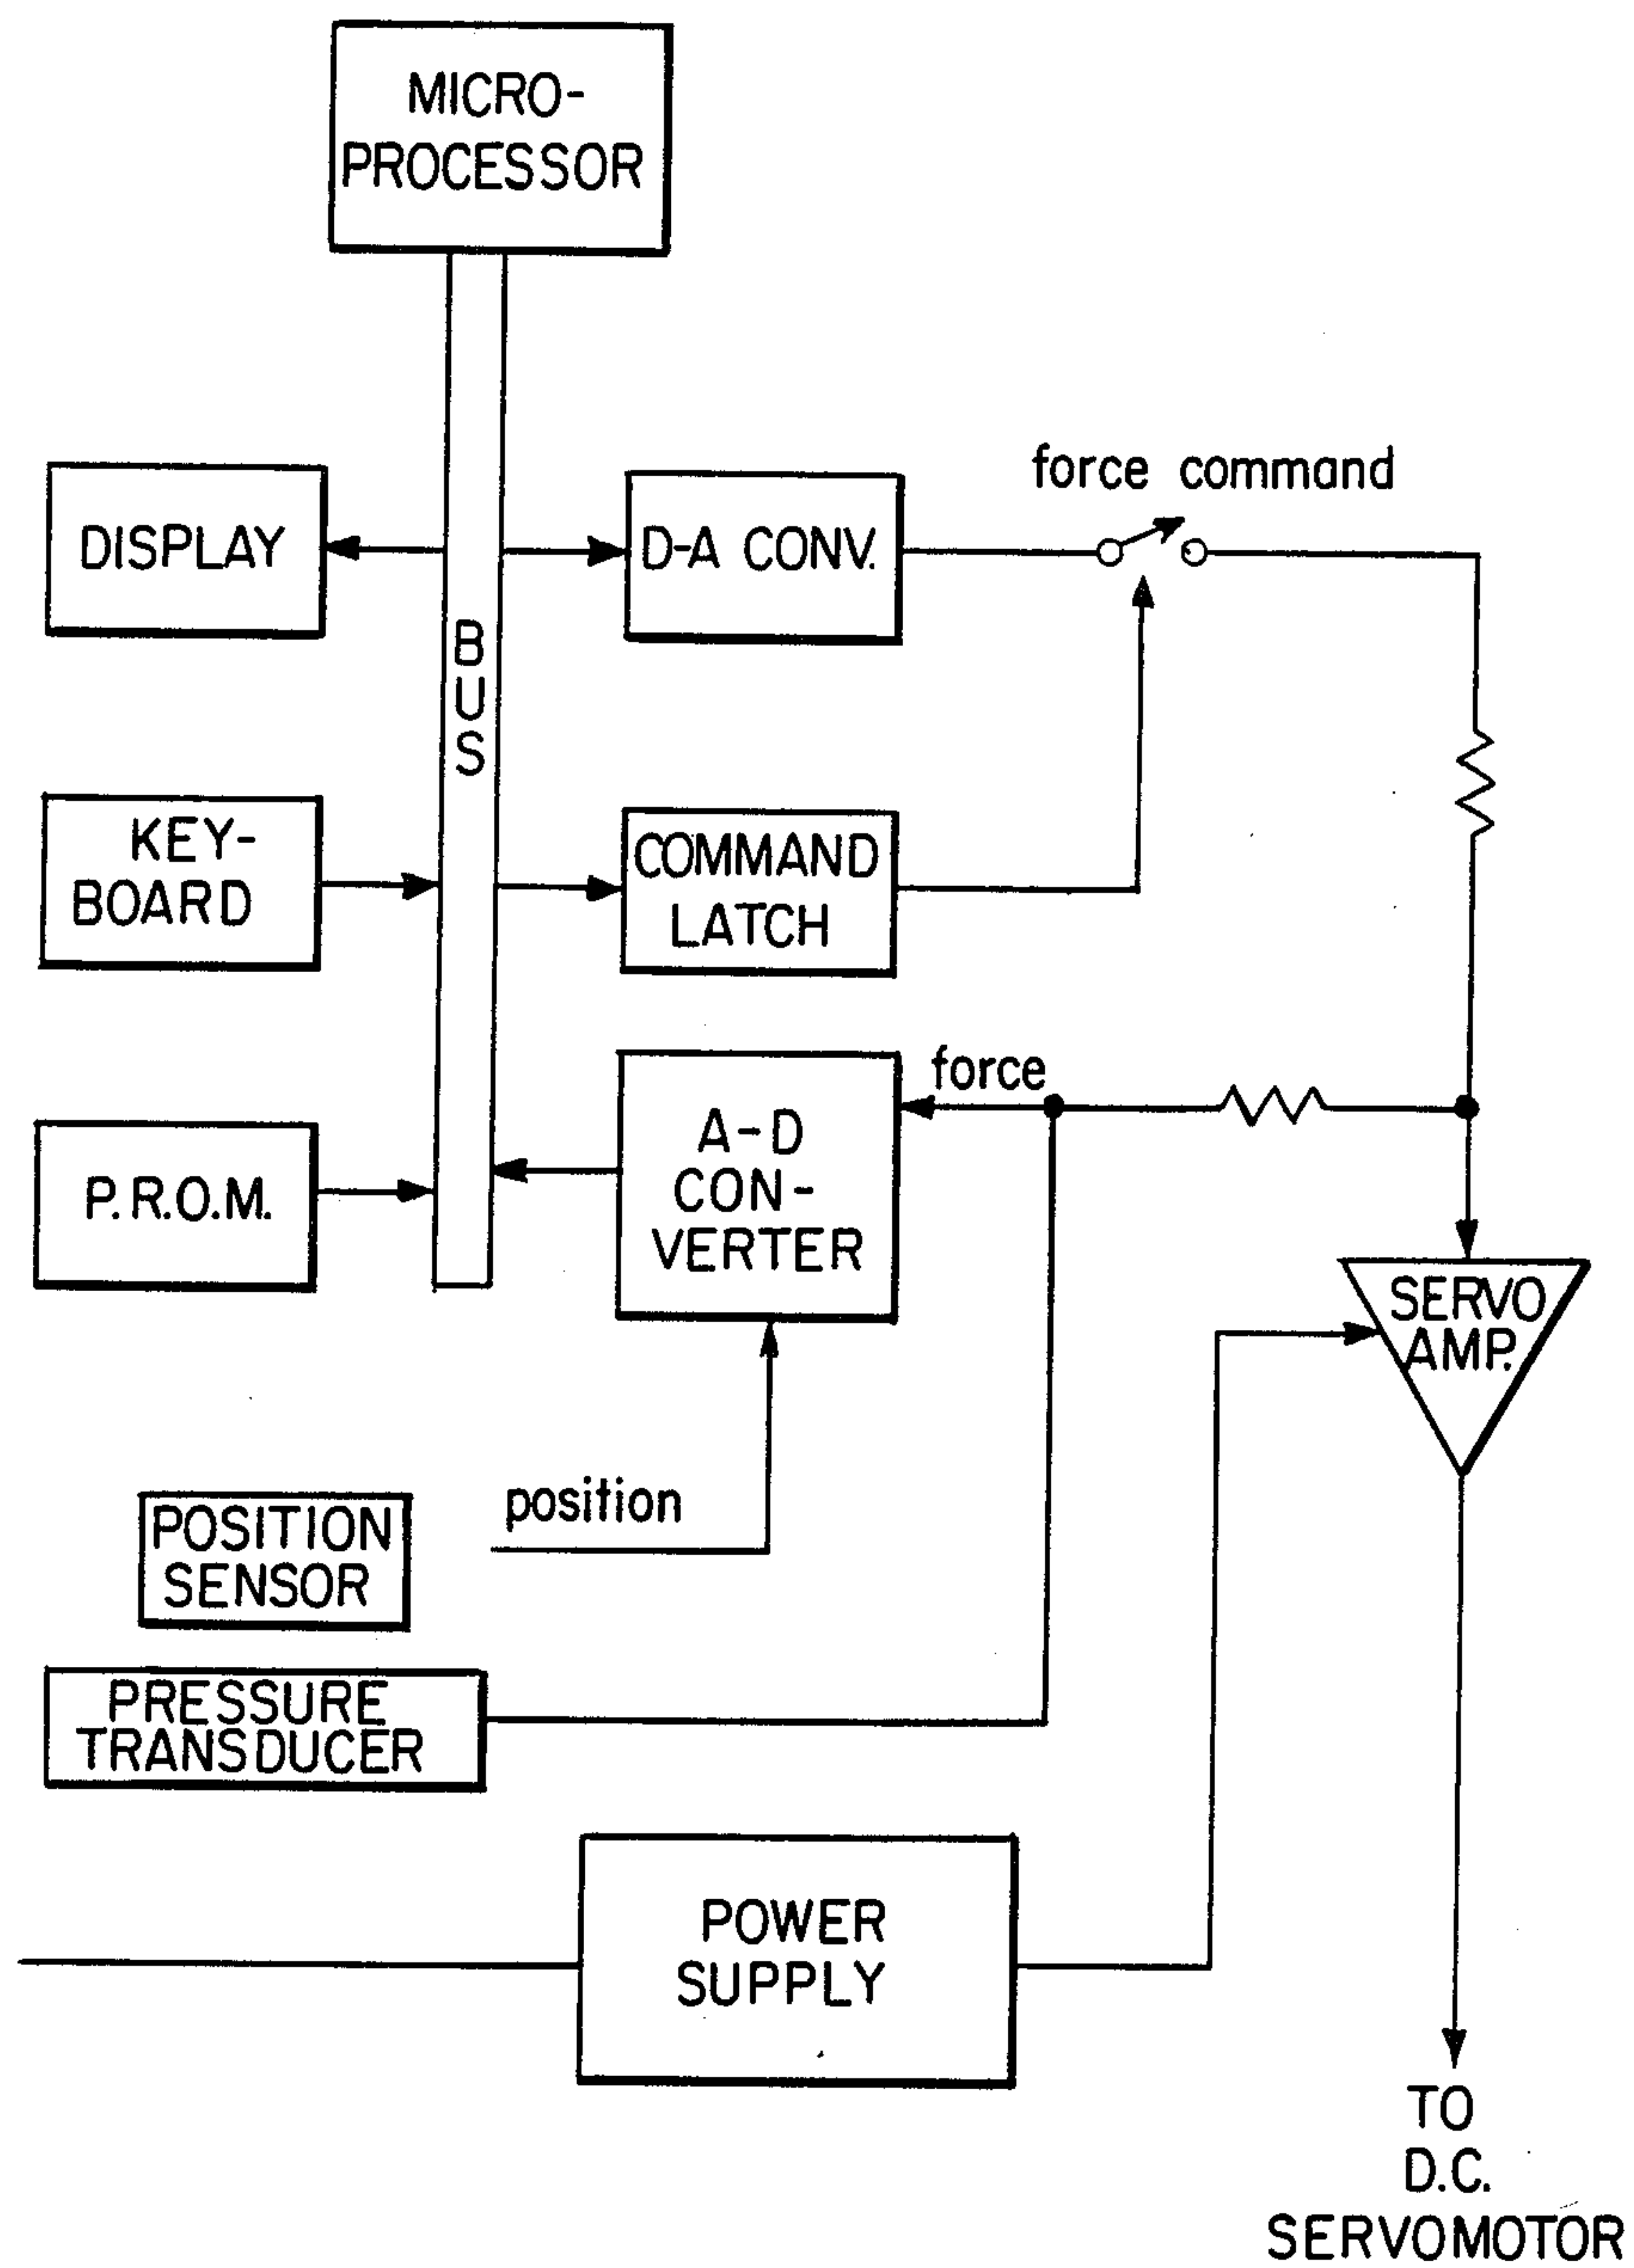 MICRO-
PROCESSOR
force command
DISPLAY
D-A CONV.
B
U
S
KEY-
BOARD
COMMAND
LATCH
force
A-D
CON-
VERTER
P.R.O.M.
SERVO
AMP.
position
POSITION
SENSOR
PRESSURE
TRANSDUCER
POWER
SUPPLY
TO
D.C.
SERVOMOTOR